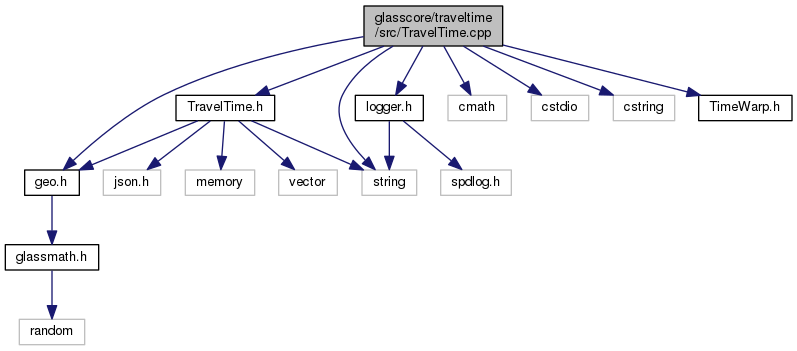 glasscore/traveltime
/src/TravelTime.cpp
TravelTime.h
logger.h
cmath
cstdio
cstring
TimeWarp.h
geo.h
json.h
memory
vector
string
spdlog.h
glassmath.h
random